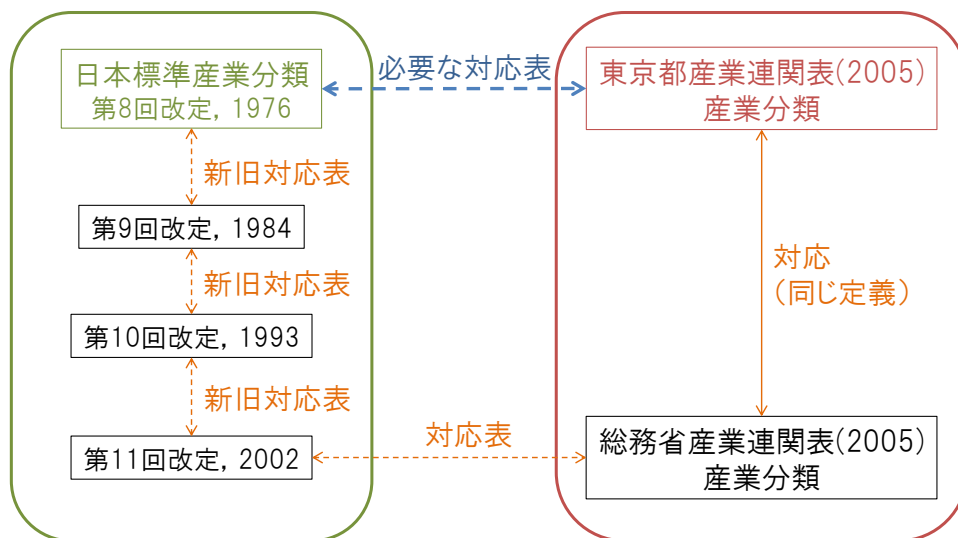 日本標準産業分類
第8回改定, 1976
必要な対応表
東京都産業連関表(2005)
産業分類
新旧対応表
第9回改定, 1984
新旧対応表
対応
(同じ定義)
第10回改定, 1993
新旧対応表
第11回改定, 2002
対応表
総務省産業連関表(2005)
産業分類